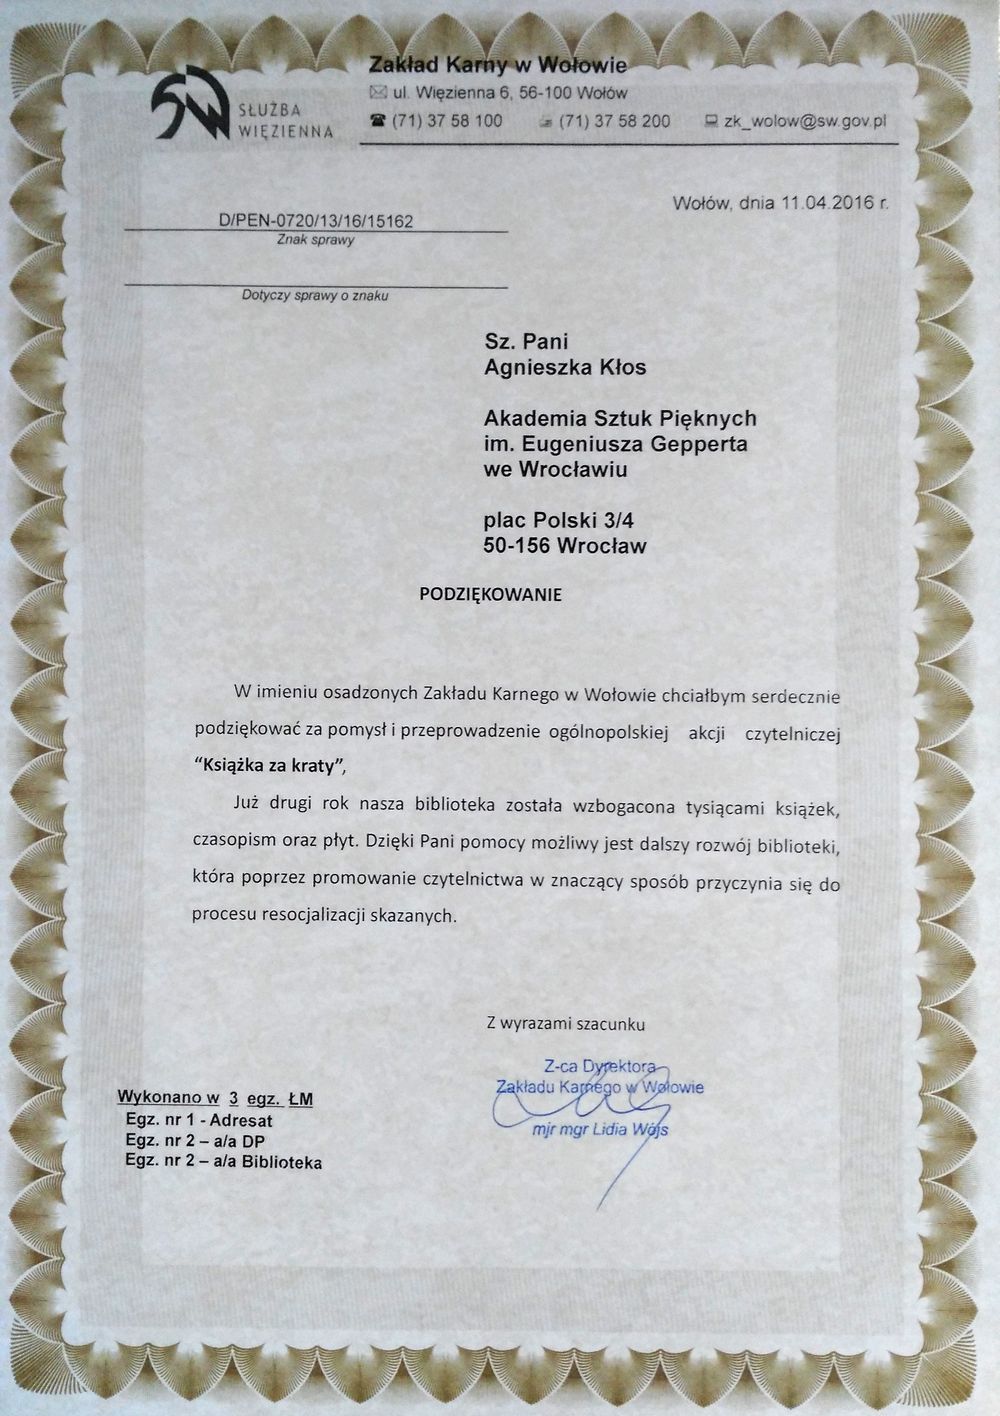 Zakład Karny w Wołowie
ul. Więzienna 6, 56-100 Wołów
(71) 37 58 100 (71) 37 58 200 zk_wolow@sw.gov.pl
SŁUŻBA
WIĘZIENNA
Wołów, dnia 11.04.2016 r.
D/PEN-0720/13/16/15162
Znak sprawy
Dotyczy sprawy o znaku
Sz. Pani
Agnieszka Kłos
Akademia Sztuk Pięknych
im. Eugeniusza Gepperta
we Wrocławiu
plac Polski 3/4
50-156 Wrocław
PODZIĘKOWANIE
W imieniu osadzonych Zakładu Karnego w Wołowie chciałbym serdecznie
podziękować za pomysł i przeprowadzenie ogólnopolskiej akcji czytelniczej
“Książka za kraty”,
Już drugi rok nasza biblioteka została wzbogacona tysiącami książek,
czasopism oraz płyt. Dzięki Pani pomocy możliwy jest dalszy rozwój biblioteki,
która poprzez promowanie czytelnictwa w znaczący sposób przyczynia się do
procesu resocjalizacji skazanych.
Z wyrazami szacunku
Z-ca Dyrektora
Zakładu Karnego w Wołowie
mjr mgr Lidia Wójs
Wykonano w 3 egz. ŁM
Egz. nr 1 - Adresat
Egz. nr 2 – a/a DP
Egz. nr 2 – a/a Biblioteka